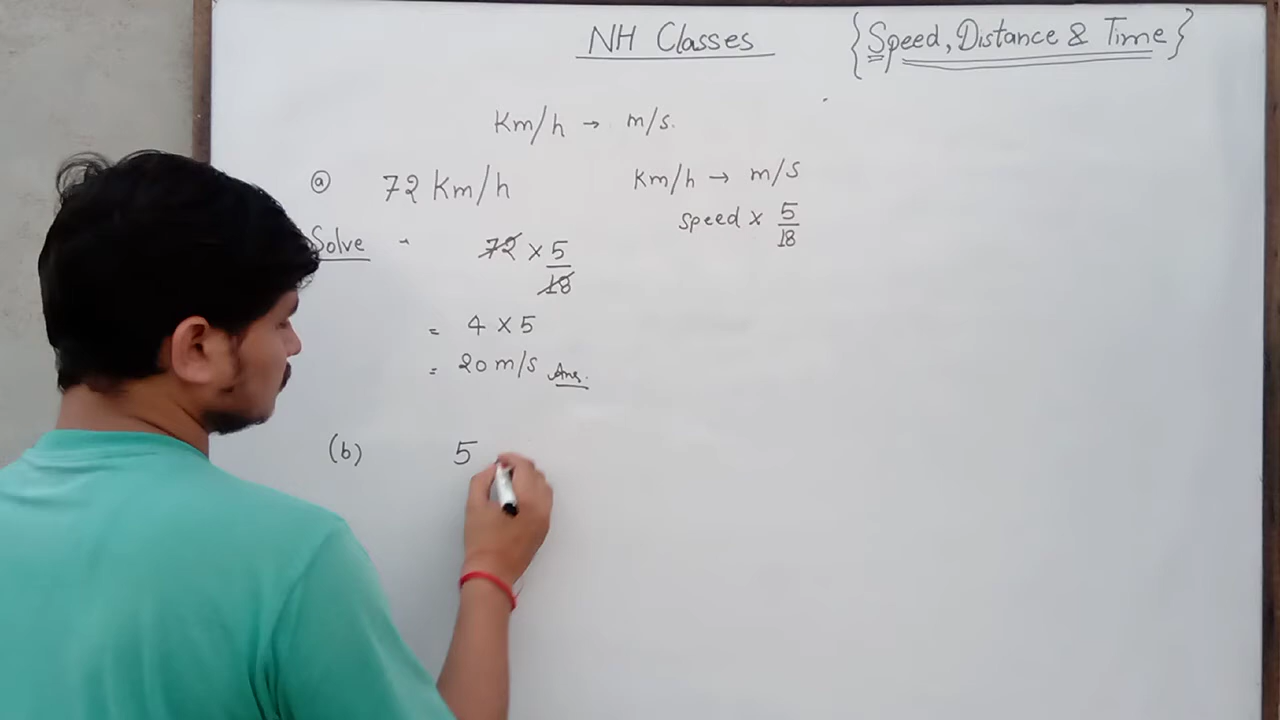 NH Classes {Speed, Distance & Time}
Km/h → m/s.
ⓐ 72 Km/h Km/h → m/s
Speed × 5/18
Solve - 72 × 5/18
= 4 × 5
= 20 m/s Ans.
(b) 5